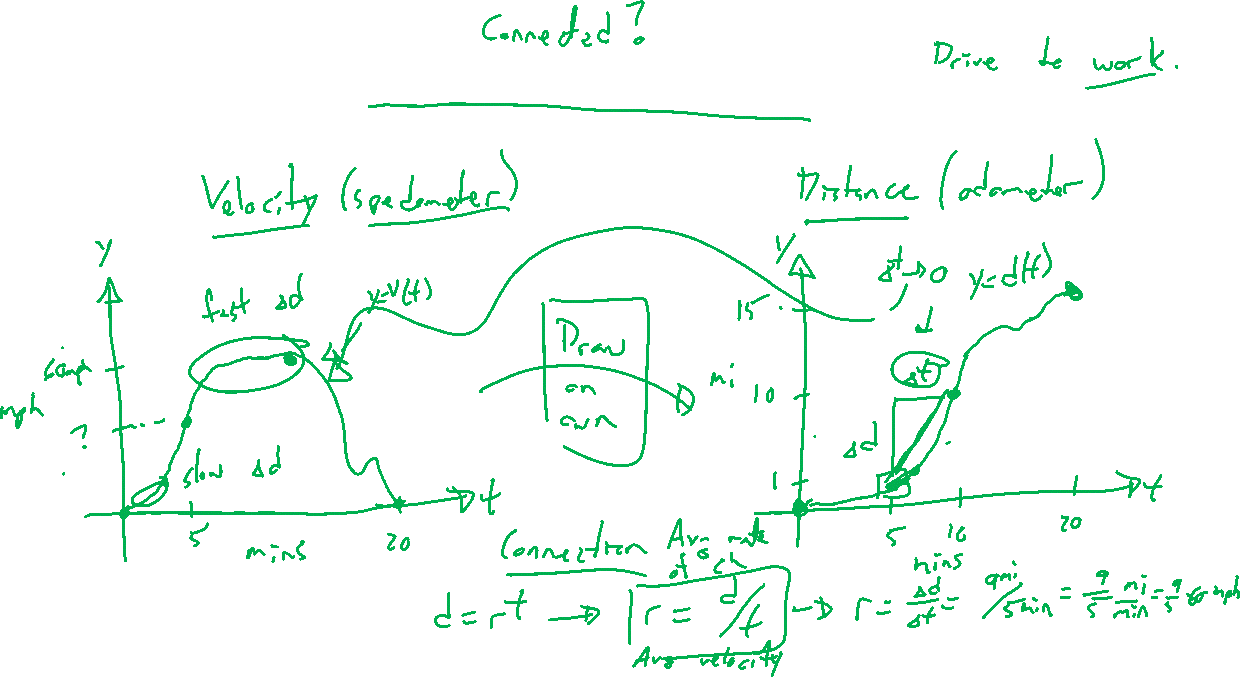 Connected?
Drive to work.
Velocity (spedometer)
Distance (odometer)
y
fast Δd
y=v(t)
mph
?
slow Δd
5
mins
20
t
Draw
on
own
y
Δt→0
y=d(t)
15
mi
10
1
Δt
Δd
5
10
20
t
mins
Connection
Avg rate
of ch
d=rt → r = d/t → r = Δd/Δt = 9mi/5min = 9/5 mi/min = 9/5 60 mph
Avg velocity